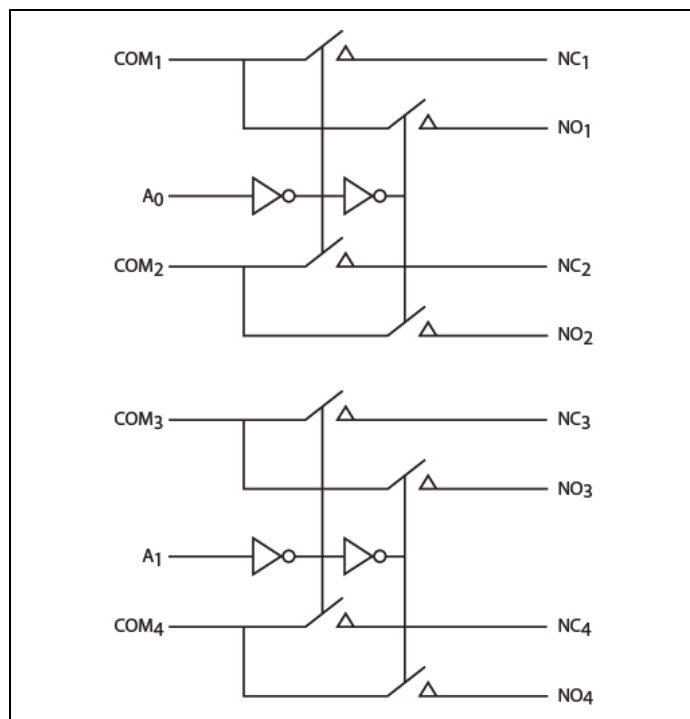 COM1 NC1
NO1
A0
COM2 NC2
NO2
COM3 NC3
NO3
A1
COM4 NC4
NO4